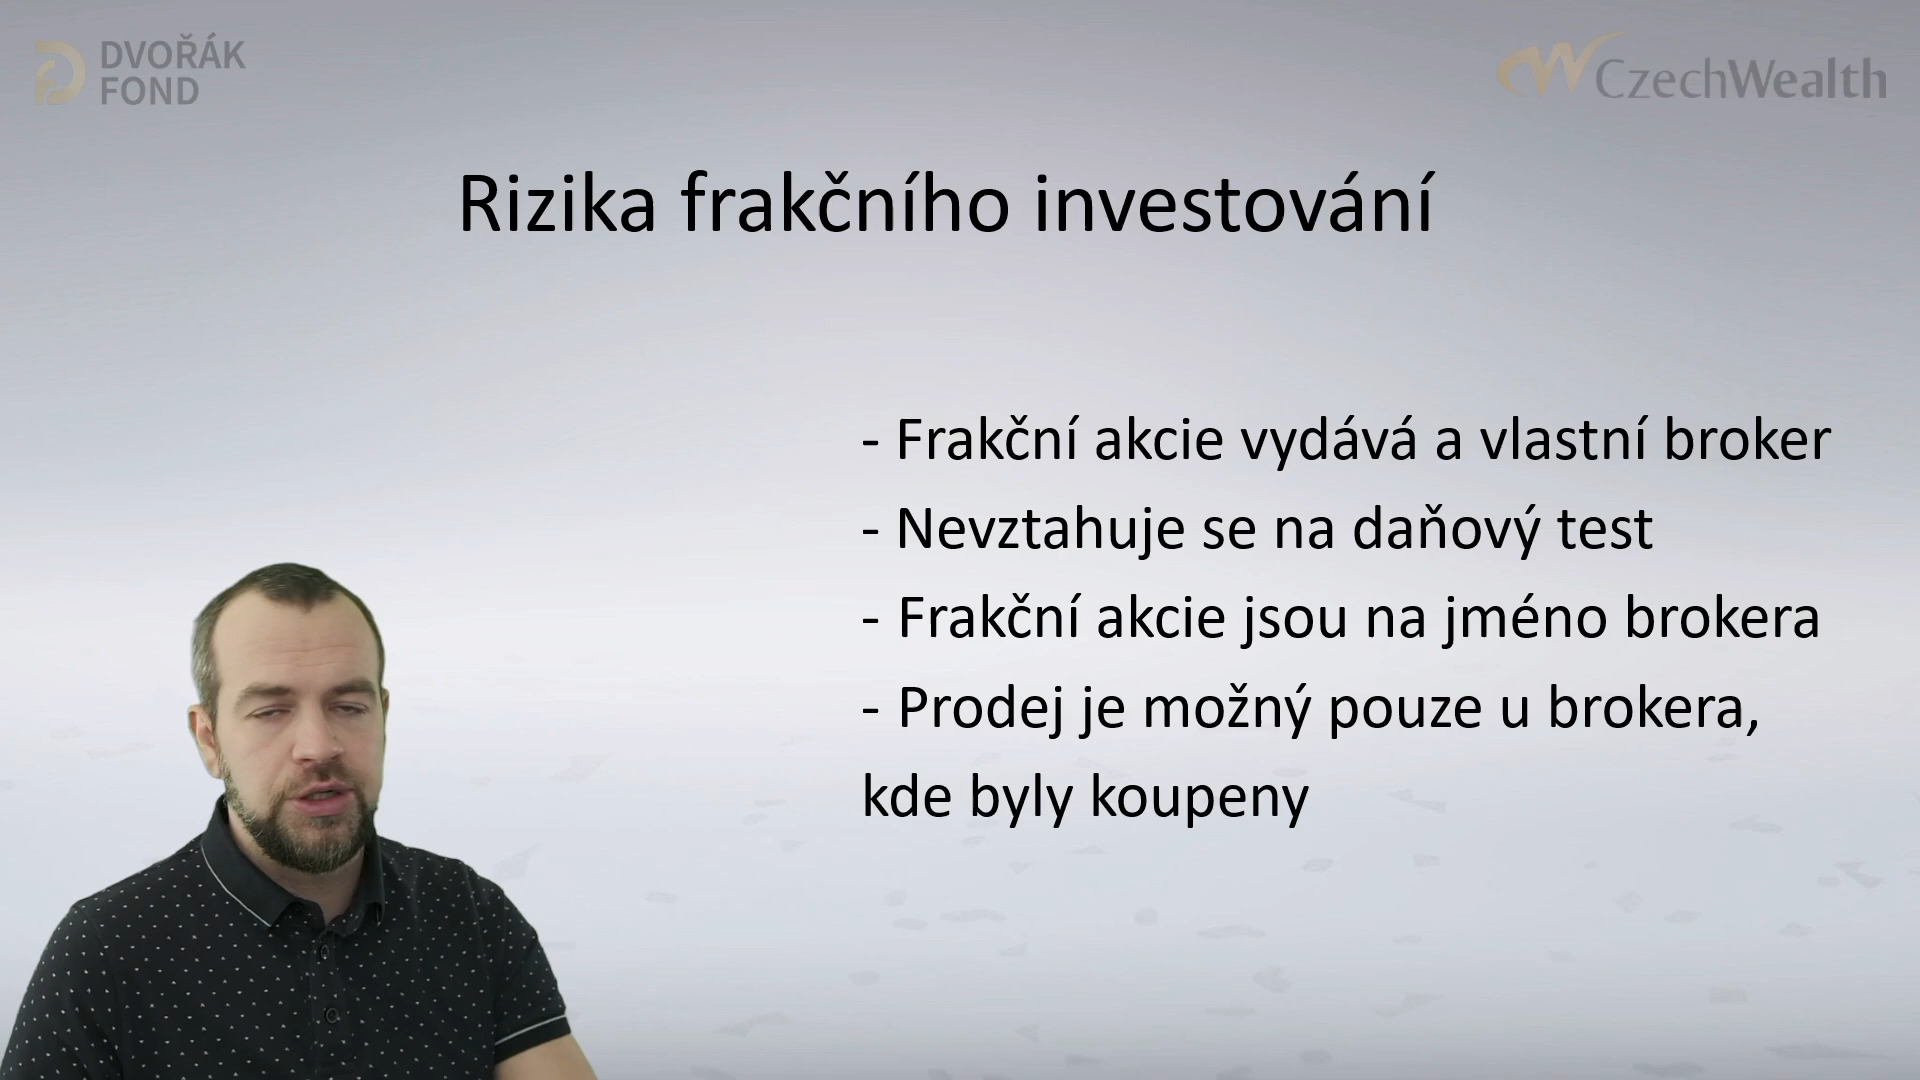 DVOŘÁK
FOND
CzechWealth
Rizika frakčního investování
- Frakční akcie vydává a vlastní broker
- Nevztahuje se na daňový test
- Frakční akcie jsou na jméno brokera
- Prodej je možný pouze u brokera,
kde byly koupeny